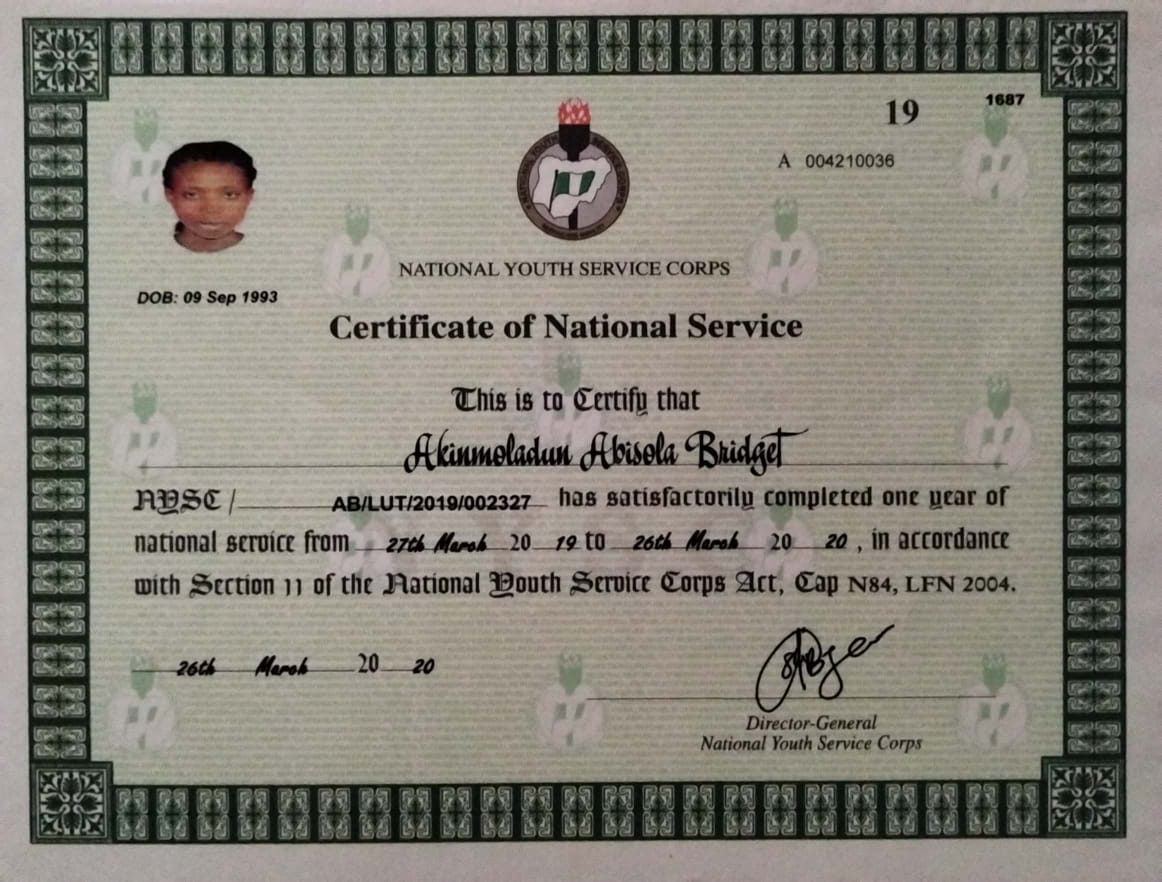 19
1687
A 004210036
NATIONAL YOUTH SERVICE CORPS
DOB: 09 Sep 1993
Certificate of National Service
This is to Certify that
Akinmoladun Abisola Bridget
NYSC/ AB/LUT/2019/002327 has satisfactorily completed one year of
national service from 27th March 20 19 to 26th March 20 20, in accordance
with Section 11 of the National Youth Service Corps Act, Cap N84, LFN 2004.
26th March 20 20
Director-General
National Youth Service Corps